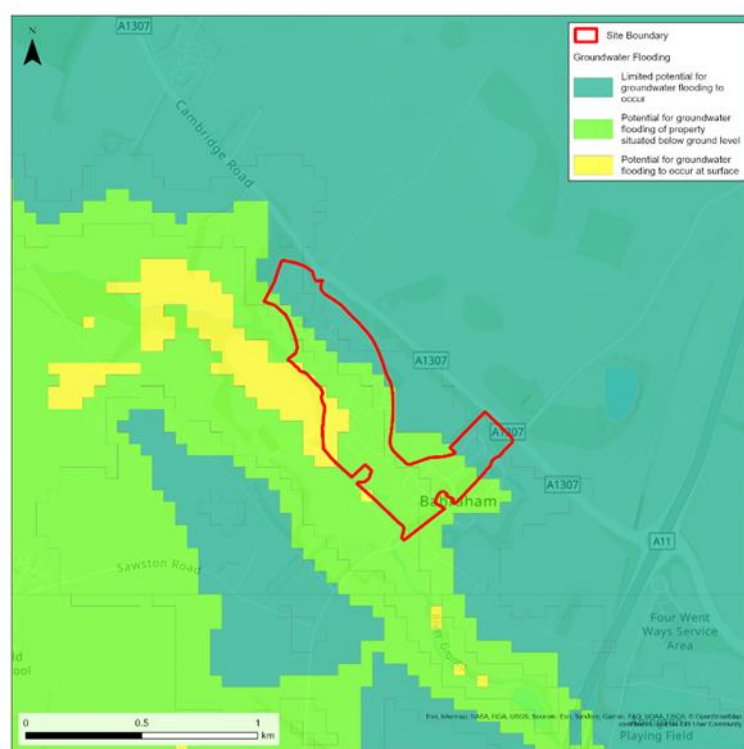 A1307
N
Cambridge Road
Site Boundary
Groundwater Flooding
Limited potential for
groundwater flooding to
occur
Potential for groundwater
flooding of property
situated below ground level
Potential for groundwater
flooding to occur at surface
A1307
A1307
Babraham
A1307
A11
Sawston Road
Four Went
Ways Service
Area
0 0.5 1
km
Playing Field